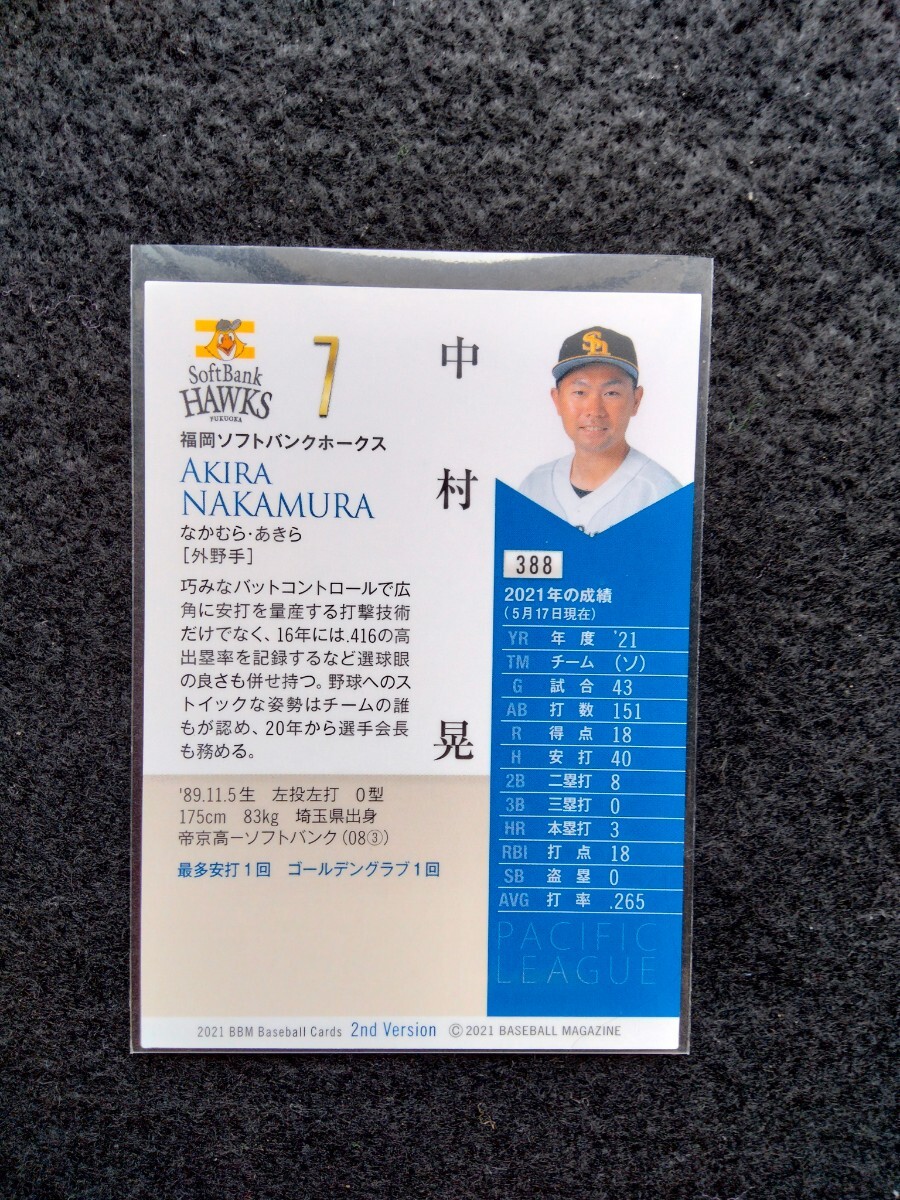 SoftBank
HAWKS
FUKUOKA
7
福岡ソフトバンクホークス
AKIRA
NAKAMURA
なかむら・あきら
[外野手]
中村晃
巧みなバットコントロールで広
角に安打を量産する打撃技術
だけでなく、16年には.416の高
出塁率を記録するなど選球眼
の良さも併せ持つ。野球へのス
トイックな姿勢はチームの誰
もが認め、20年から選手会長
も務める。
'89.11.5生 左投左打 O型
175cm 83kg 埼玉県出身
帝京高ーソフトバンク(08③)
最多安打1回 ゴールデングラブ1回
388
2021年の成績
(5月17日現在)
YR 年度 '21
TM チーム (ソ)
G 試合 43
AB 打数 151
R 得点 18
H 安打 40
2B 二塁打 8
3B 三塁打 0
HR 本塁打 3
RBI 打点 18
SB 盗塁 0
AVG 打率 .265
PACIFIC
LEAGUE
2021 BBM Baseball Cards 2nd Version ©2021 BASEBALL MAGAZINE